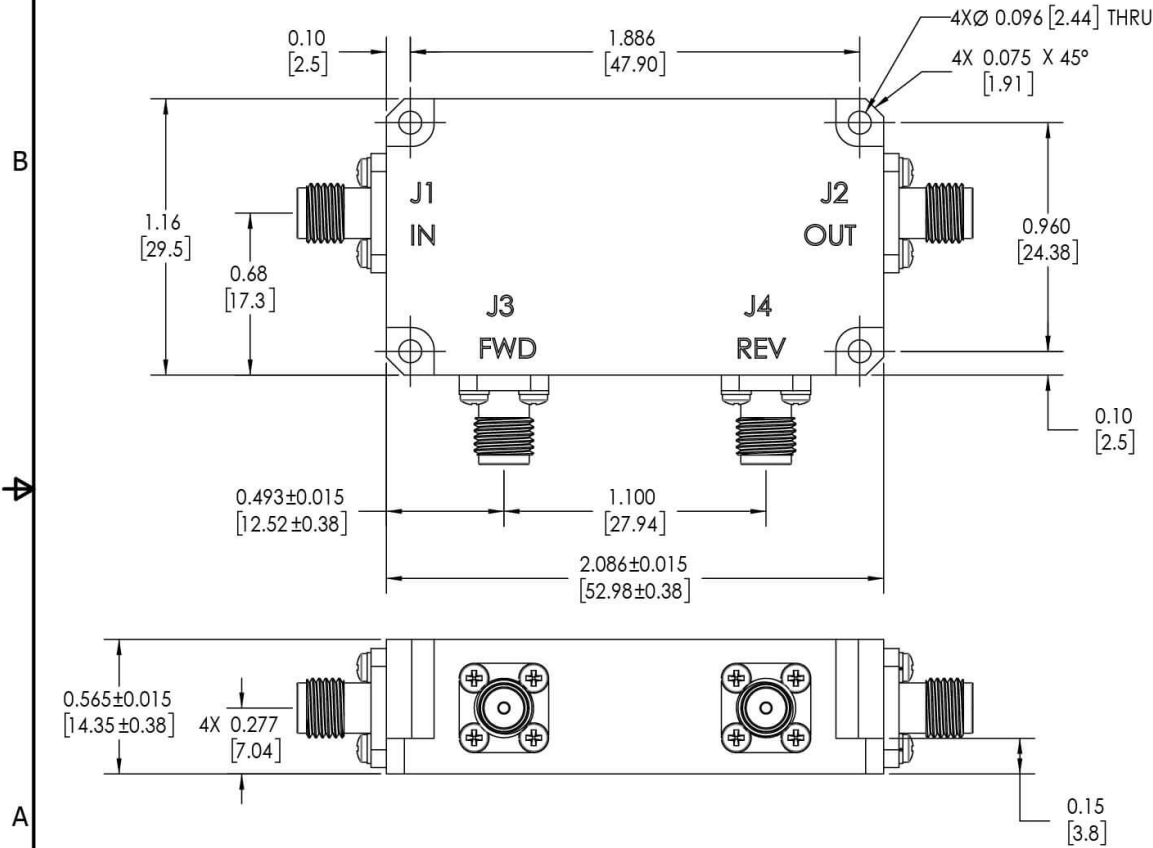 4XØ 0.096 [2.44] THRU
0.10
[2.5]
1.886
[47.90]
4X 0.075 X 45°
[1.91]
B
J1
IN
J2
OUT
1.16
[29.5]
0.68
[17.3]
0.960
[24.38]
J3
FWD
J4
REV
0.10
[2.5]
0.493±0.015
[12.52±0.38]
1.100
[27.94]
2.086±0.015
[52.98±0.38]
0.565±0.015
[14.35±0.38]
4X 0.277
[7.04]
0.15
[3.8]
A